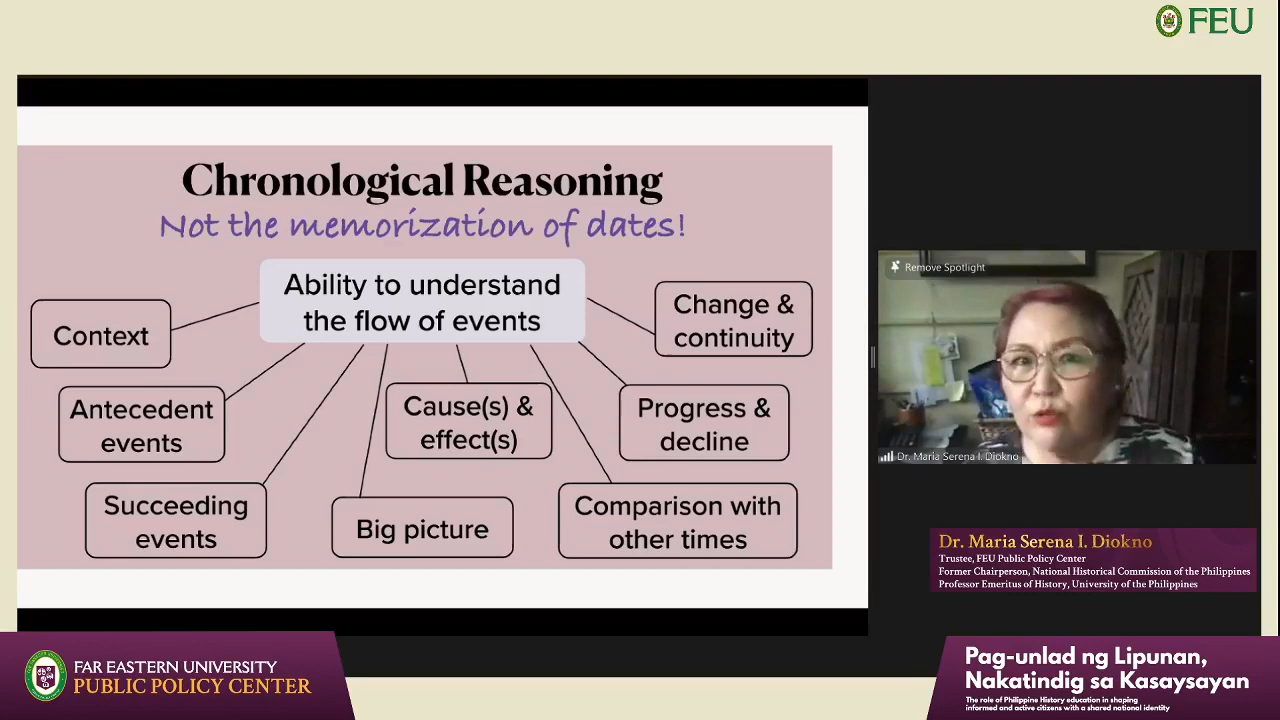 FEU
Chronological Reasoning
Not the memorization of dates!
Ability to understand
the flow of events
Context
Change &
continuity
Antecedent
events
Cause(s) &
effect(s)
Progress &
decline
Succeeding
events
Big picture
Comparison with
other times
Remove Spotlight
Dr. Maria Serena I. Diokno
Dr. Maria Serena I. Diokno
Trustee, FEU Public Policy Center
Former Chairperson, National Historical Commission of the Philippines
Professor Emeritus of History, University of the Philippines
FAR EASTERN UNIVERSITY
PUBLIC POLICY CENTER
Pag-unlad ng Lipunan,
Nakatindig sa Kasaysayan
The role of Philippine History education in shaping
informed and active citizens with a shared national identity